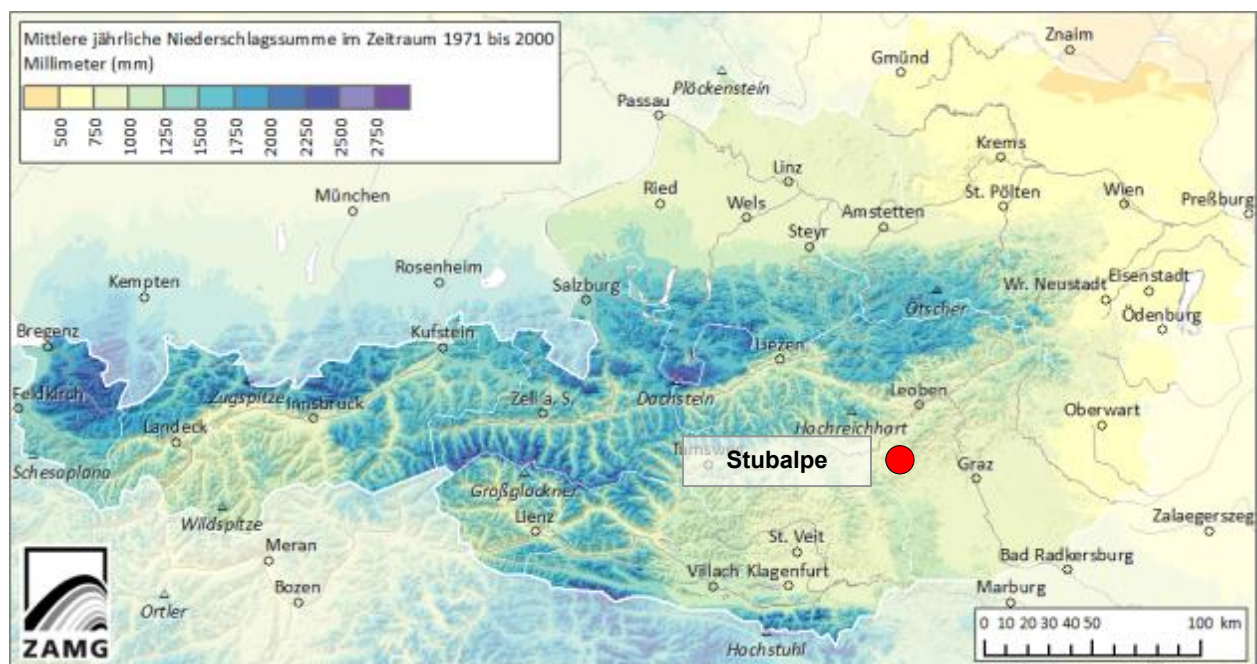 Mittlere jährliche Niederschlagssumme im Zeitraum 1971 bis 2000
Millimeter (mm)
500
750
1000
1250
1500
1750
2000
2250
2500
2750
Znaim
Gmünd
Plöckenstein
Passau
Krems
Linz
München
Ried
Wels
St. Pölten
Wien
Preßburg
Amstetten
Steyr
Rosenheim
Kempten
Salzburg
Wr. Neustadt
Eisenstadt
Ötscher
Ödenburg
Bregenz
Kufstein
Liezen
Feldkirch
Zugspitze
Innsbruck
Zell a. S.
Dachstein
Leoben
Oberwart
Landeck
Hochreichhart
Schesaplana
Stubalpe
Graz
Großglockner
Wildspitze
Lienz
Zalaegerszeg
St. Veit
Meran
Bad Radkersburg
Villach Klagenfurt
Bozen
Ortler
Marburg
Hochstuhl
ZAMG
0 10 20 30 40 50 100 km